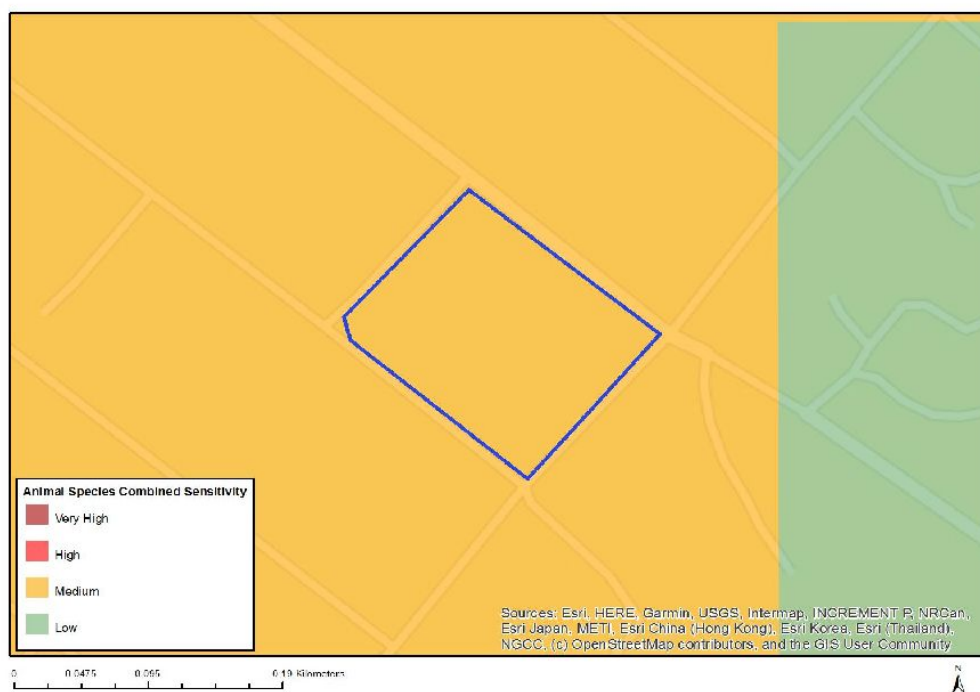 Animal Species Combined Sensitivity
Very High
High
Medium
Low
Sources: Esri, HERE, Garmin, USGS, Intermap, INCREMENT P, NRCan,
Esri Japan, METI, Esri China (Hong Kong), Esri Korea, Esri (Thailand),
NGCC, (c) OpenStreetMap contributors, and the GIS User Community
0 0.0475 0.095 0.19 Kilometers
N